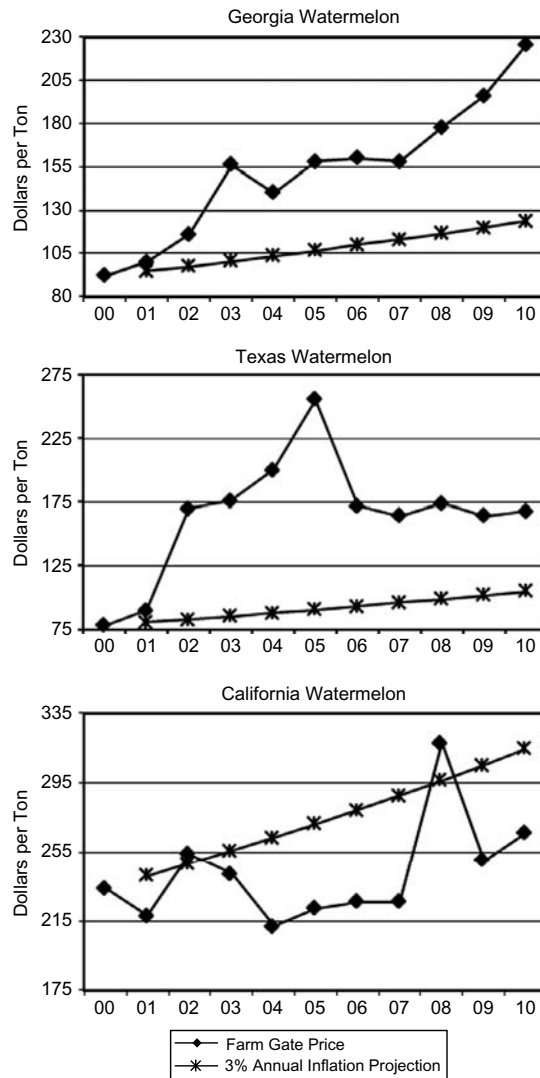 Georgia Watermelon
230
205
180
155
130
105
80
Dollars per Ton
00 01 02 03 04 05 06 07 08 09 10
Texas Watermelon
275
225
175
125
75
Dollars per Ton
00 01 02 03 04 05 06 07 08 09 10
California Watermelon
335
295
255
215
175
Dollars per Ton
00 01 02 03 04 05 06 07 08 09 10
Farm Gate Price
3% Annual Inflation Projection